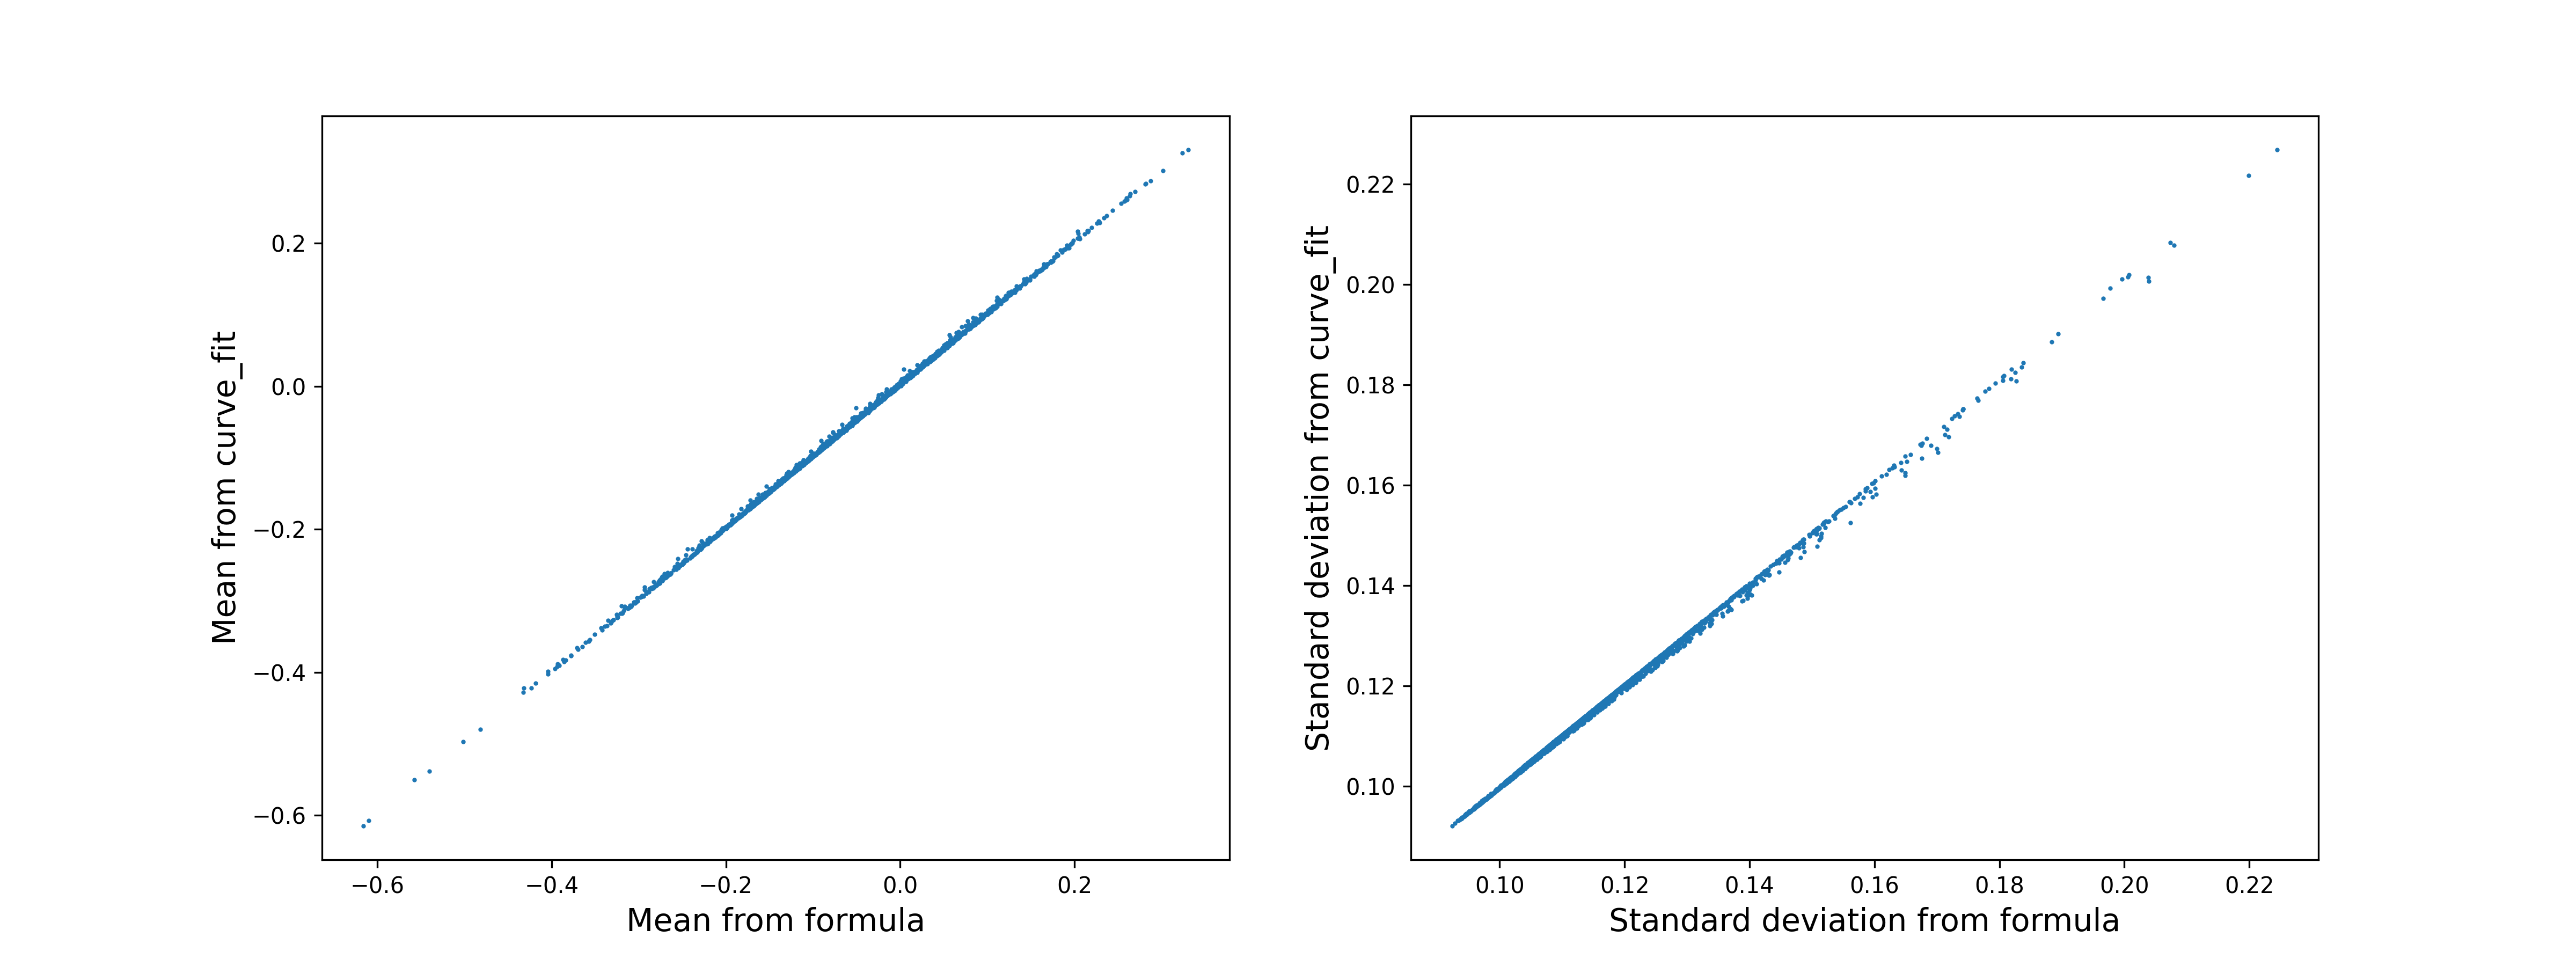 Mean from curve_fit
0.2
0.0
−0.2
−0.4
−0.6
−0.6 −0.4 −0.2 0.0 0.2
Mean from formula
Standard deviation from curve_fit
0.22
0.20
0.18
0.16
0.14
0.12
0.10
0.10 0.12 0.14 0.16 0.18 0.20 0.22
Standard deviation from formula